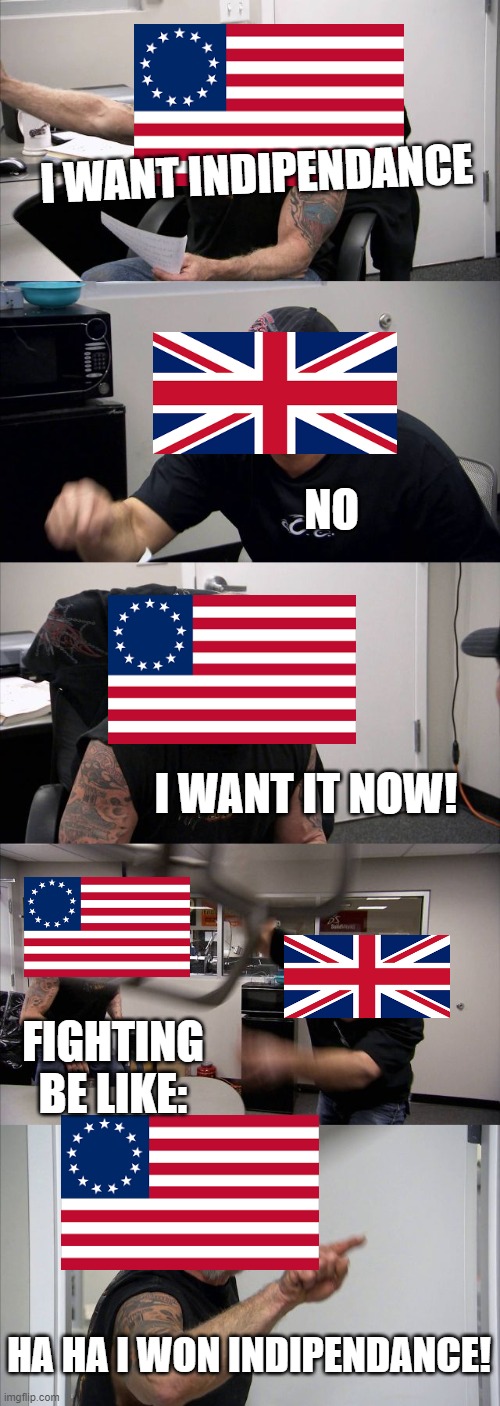 I WANT INDIPENDANCE
NO
I WANT IT NOW!
FIGHTING
BE LIKE:
HA HA I WON INDIPENDANCE!
imgflip.com